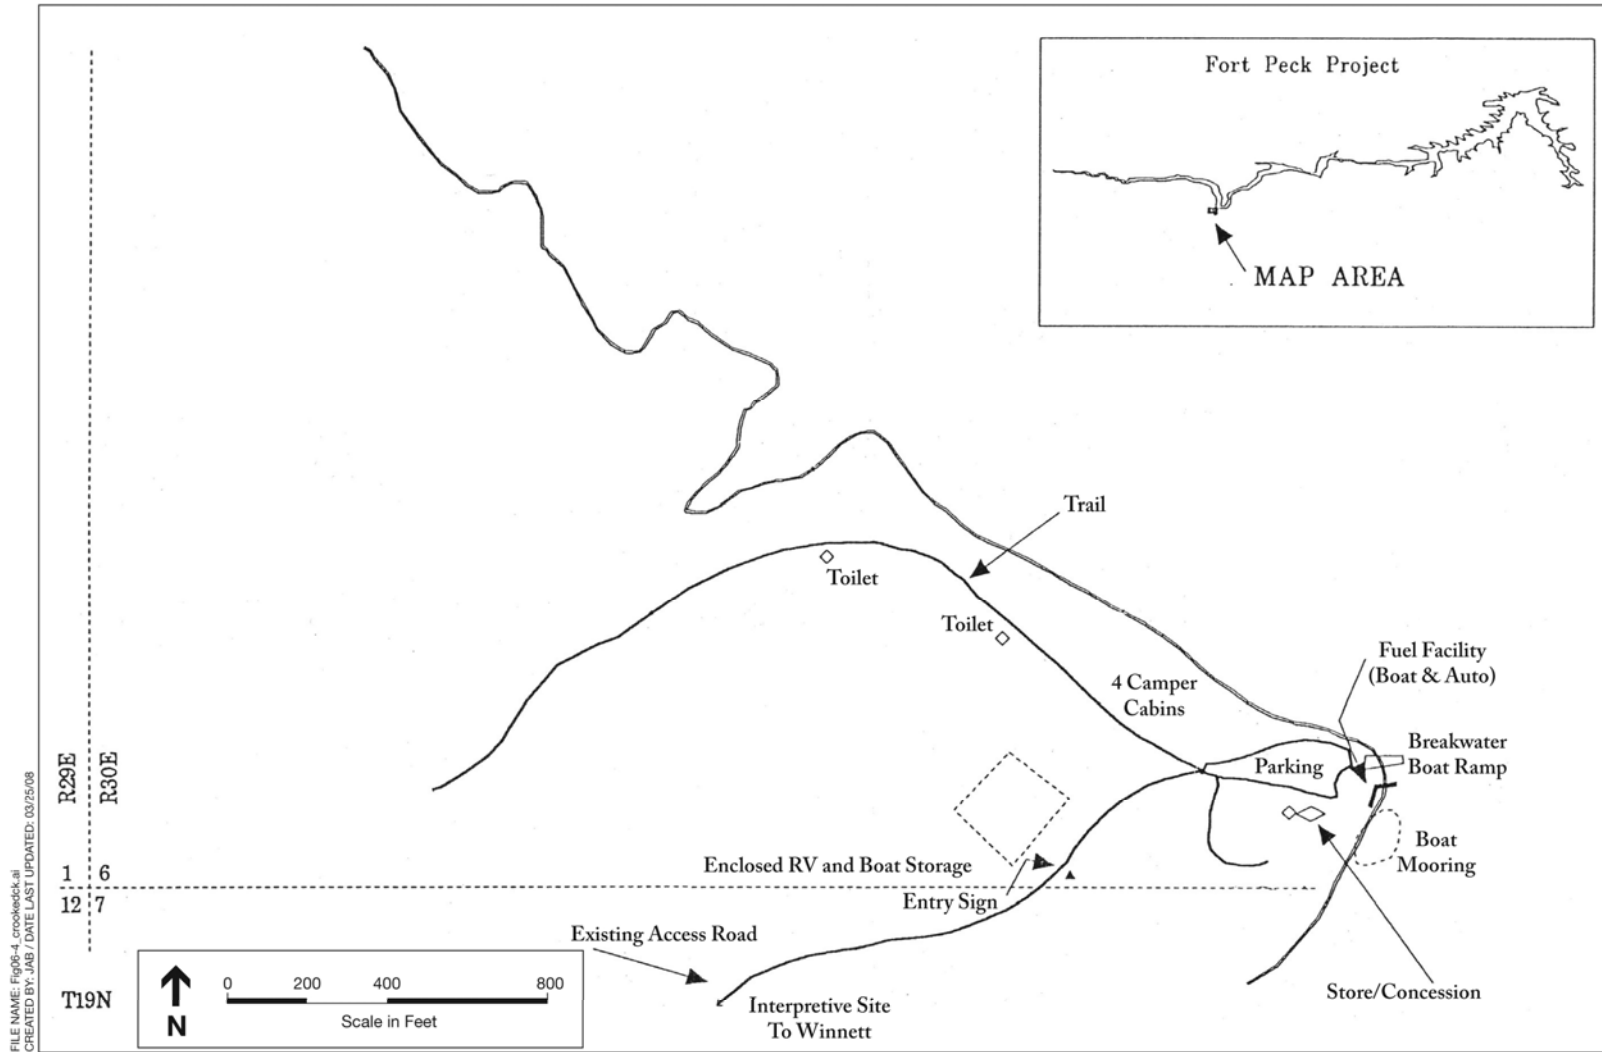 Fort Peck Project
MAP AREA
Trail
Toilet
Toilet
4 Camper
Cabins
Fuel Facility
(Boat & Auto)
Breakwater
Boat Ramp
Parking
Boat
Mooring
Enclosed RV and Boat Storage
Entry Sign
Existing Access Road
Interpretive Site
To Winnett
Store/Concession
R29E
R30E
1 6
12 7
T19N
N
0 200 400 800
Scale in Feet
FILE NAME: Fig06-4_crookedck.ai
CREATED BY: JAB / DATE LAST UPDATED: 03/25/08